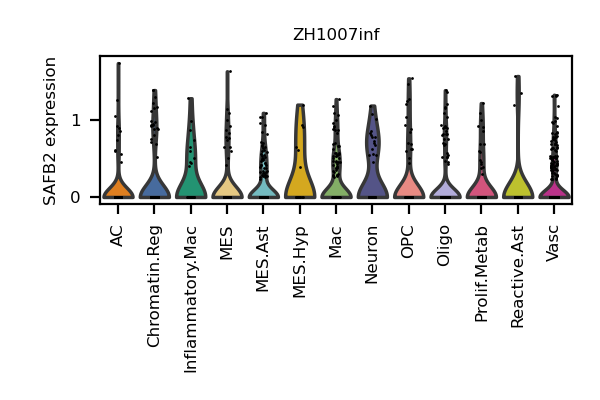 ZH1007inf
SAFB2 expression
1
0
AC
Chromatin.Reg
Inflammatory.Mac
MES
MES.Ast
MES.Hyp
Mac
Neuron
OPC
Oligo
Prolif.Metab
Reactive.Ast
Vasc